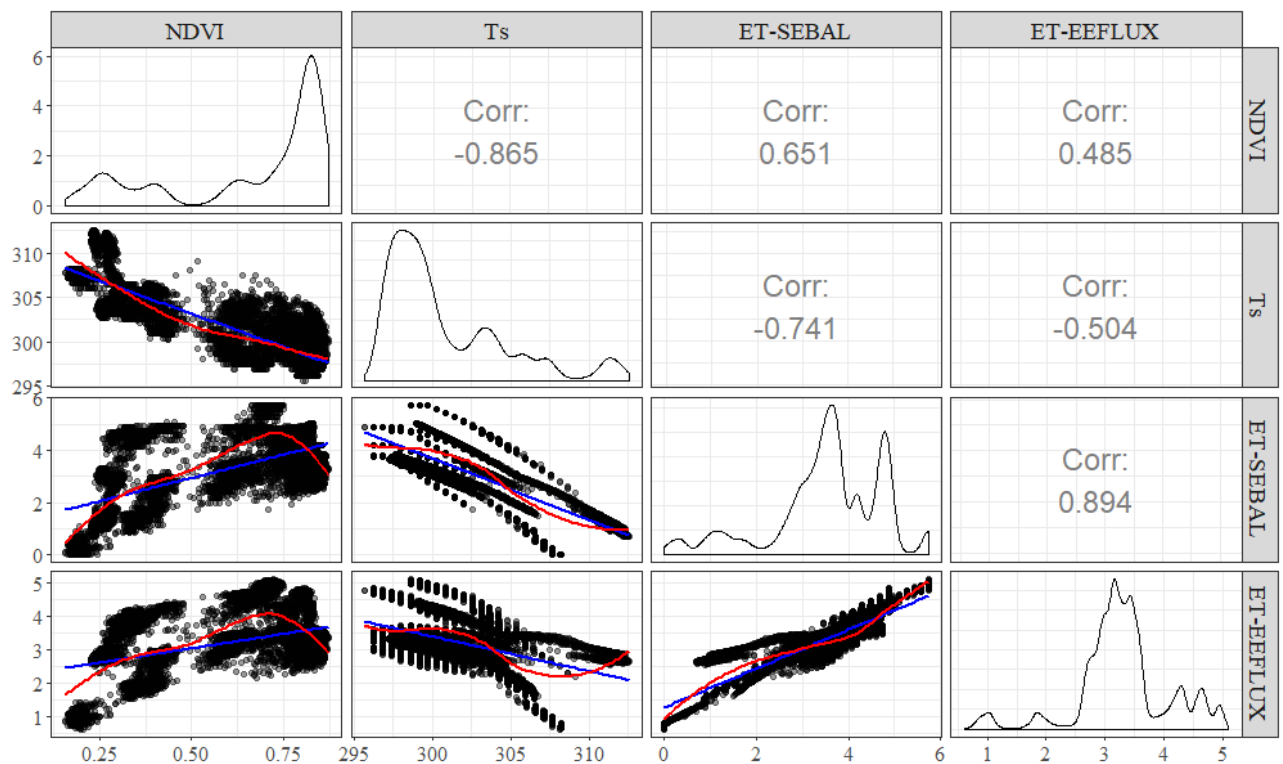 NDVI Ts ET-SEBAL ET-EEFLUX
6
4
2
0
Corr:
-0.865
Corr:
0.651
Corr:
0.485
NDVI
310
305
300
295
Corr:
-0.741
Corr:
-0.504
Ts
6
4
2
0
Corr:
0.894
ET-SEBAL
5
4
3
2
1
ET-EEFLUX
0.25 0.50 0.75 295 300 305 310 0 2 4 6 1 2 3 4 5